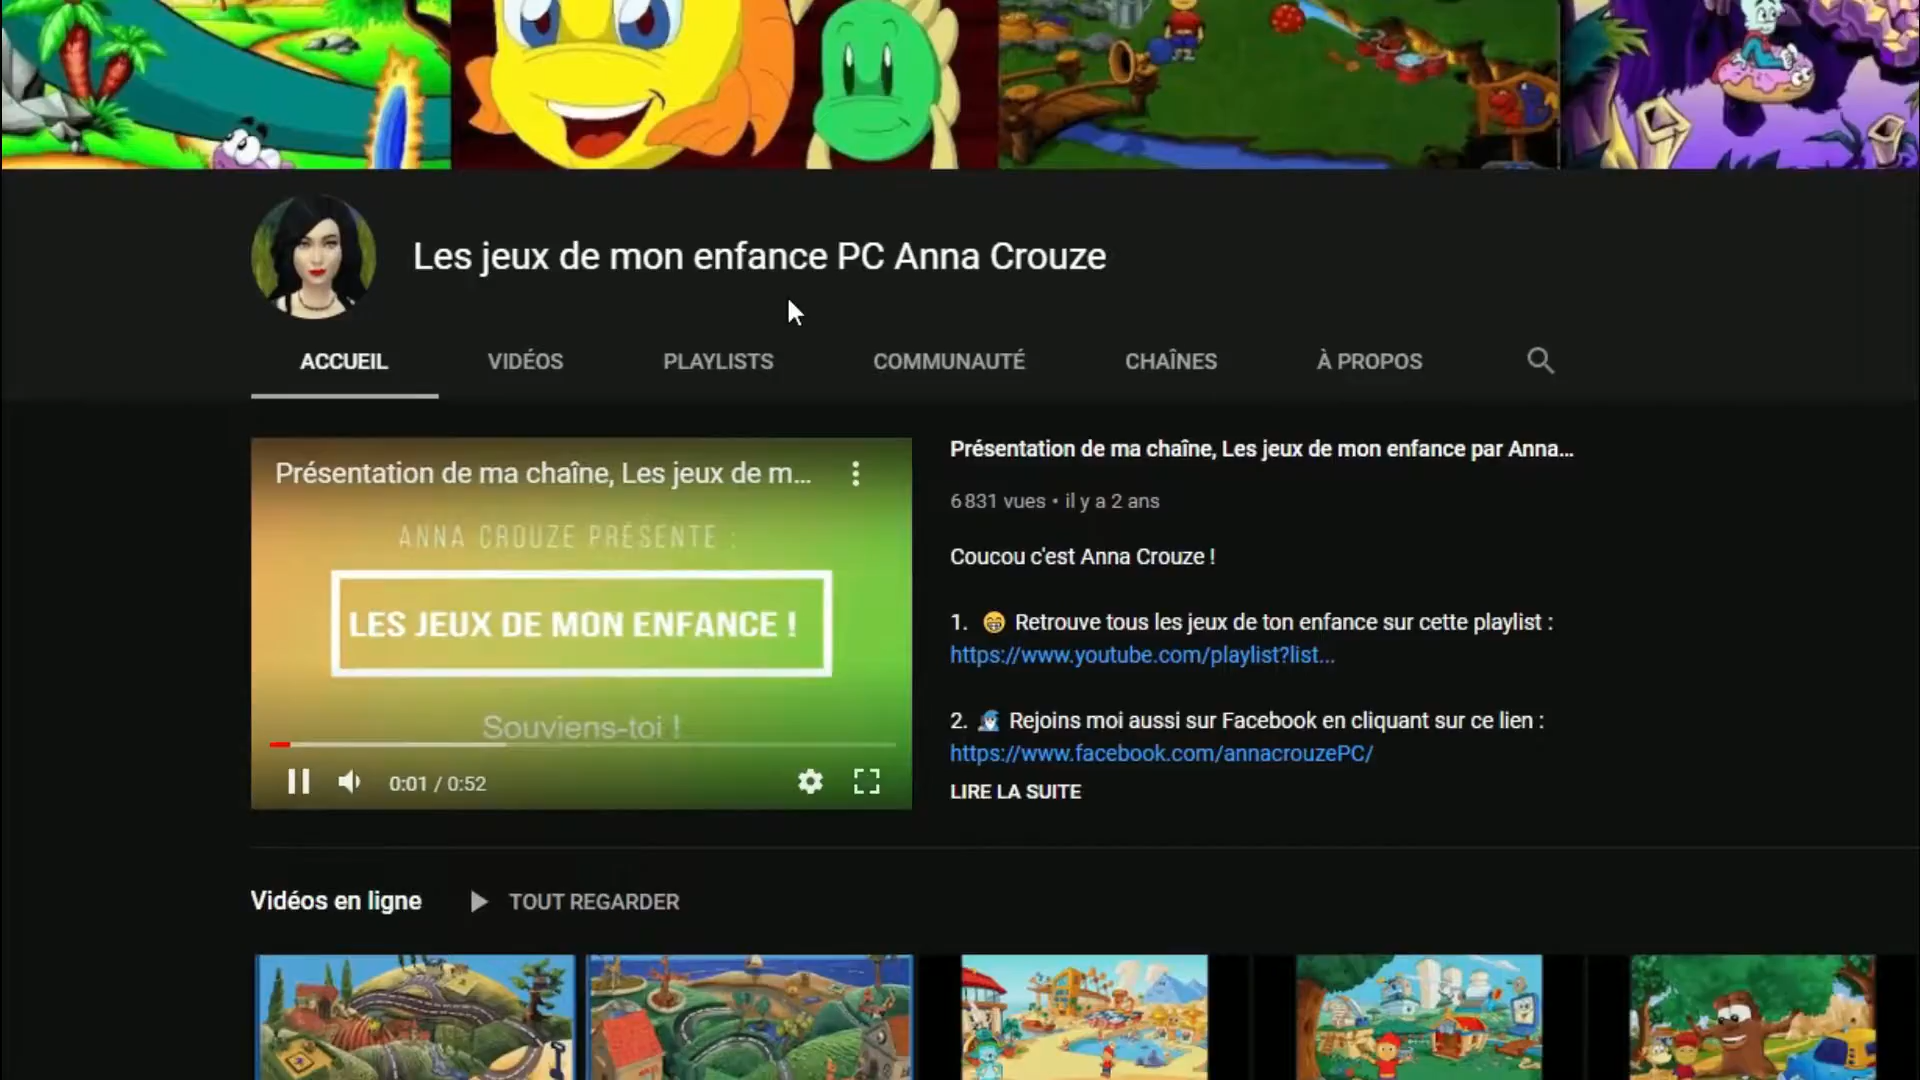 Les jeux de mon enfance PC Anna Crouze
ACCUEIL VIDÉOS PLAYLISTS COMMUNAUTÉ CHAÎNES À PROPOS
Présentation de ma chaîne, Les jeux de m...
ANNA CROUZE PRÉSENTE :
LES JEUX DE MON ENFANCE !
Souviens-toi !
0:01 / 0:52
Présentation de ma chaîne, Les jeux de mon enfance par Anna...
6 831 vues • il y a 2 ans
Coucou c'est Anna Crouze !
1. 😁 Retrouve tous les jeux de ton enfance sur cette playlist :
https://www.youtube.com/playlist?list...
2. 🧙 Rejoins moi aussi sur Facebook en cliquant sur ce lien :
https://www.facebook.com/annacrouzePC/
LIRE LA SUITE
Vidéos en ligne TOUT REGARDER